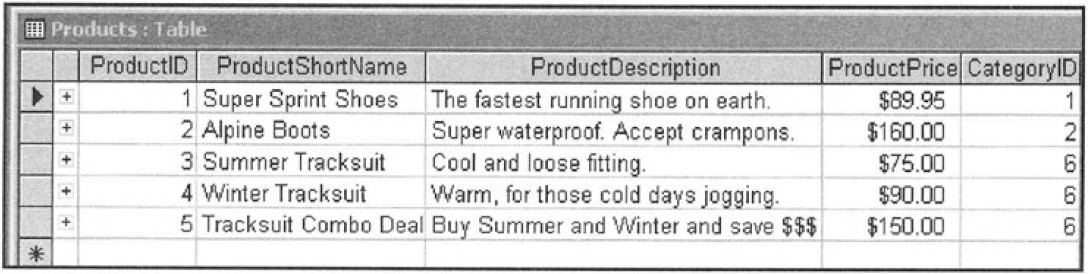 Products : Table
ProductID ProductShortName ProductDescription ProductPrice CategoryID
1 Super Sprint Shoes The fastest running shoe on earth. $89.95 1
2 Alpine Boots Super waterproof. Accept crampons. $160.00 2
3 Summer Tracksuit Cool and loose fitting. $75.00 6
4 Winter Tracksuit Warm, for those cold days jogging. $90.00 6
5 Tracksuit Combo Deal Buy Summer and Winter and save $$$ $150.00 6